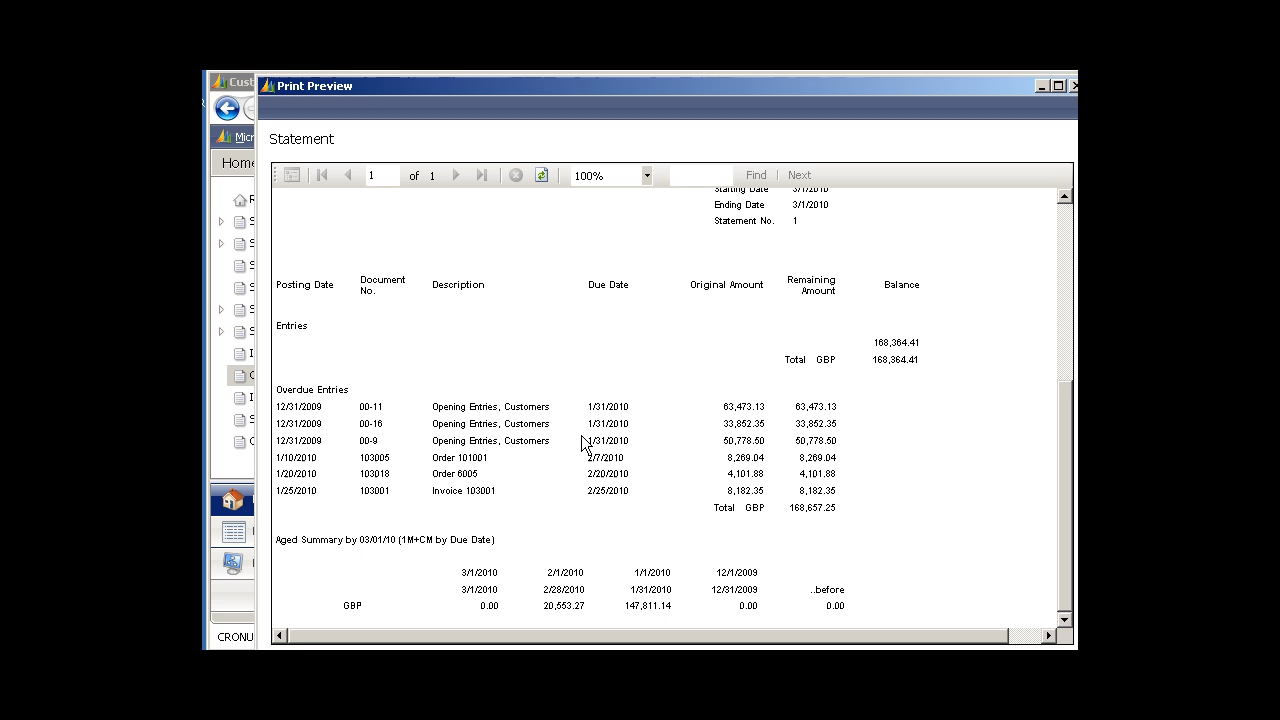 Cust
Print Preview
Micr
Statement
Home
1 of 1 100% Find Next
Starting Date 3/1/2010
Ending Date 3/1/2010
Statement No. 1
Posting Date Document No. Description Due Date Original Amount Remaining Amount Balance
Entries
168,364.41
Total GBP 168,364.41
Overdue Entries
12/31/2009 00-11 Opening Entries, Customers 1/31/2010 63,473.13 63,473.13
12/31/2009 00-16 Opening Entries, Customers 1/31/2010 33,852.35 33,852.35
12/31/2009 00-9 Opening Entries, Customers 1/31/2010 50,778.50 50,778.50
1/10/2010 103005 Order 101001 2/7/2010 8,269.04 8,269.04
1/20/2010 103018 Order 6005 2/20/2010 4,101.88 4,101.88
1/25/2010 103001 Invoice 103001 2/25/2010 8,182.35 8,182.35
Total GBP 168,657.25
Aged Summary by 03/01/10 (1M+CM by Due Date)
3/1/2010 2/1/2010 1/1/2010 12/1/2009
3/1/2010 2/28/2010 1/31/2010 12/31/2009 ..before
GBP 0.00 20,553.27 147,811.14 0.00 0.00
CRONU